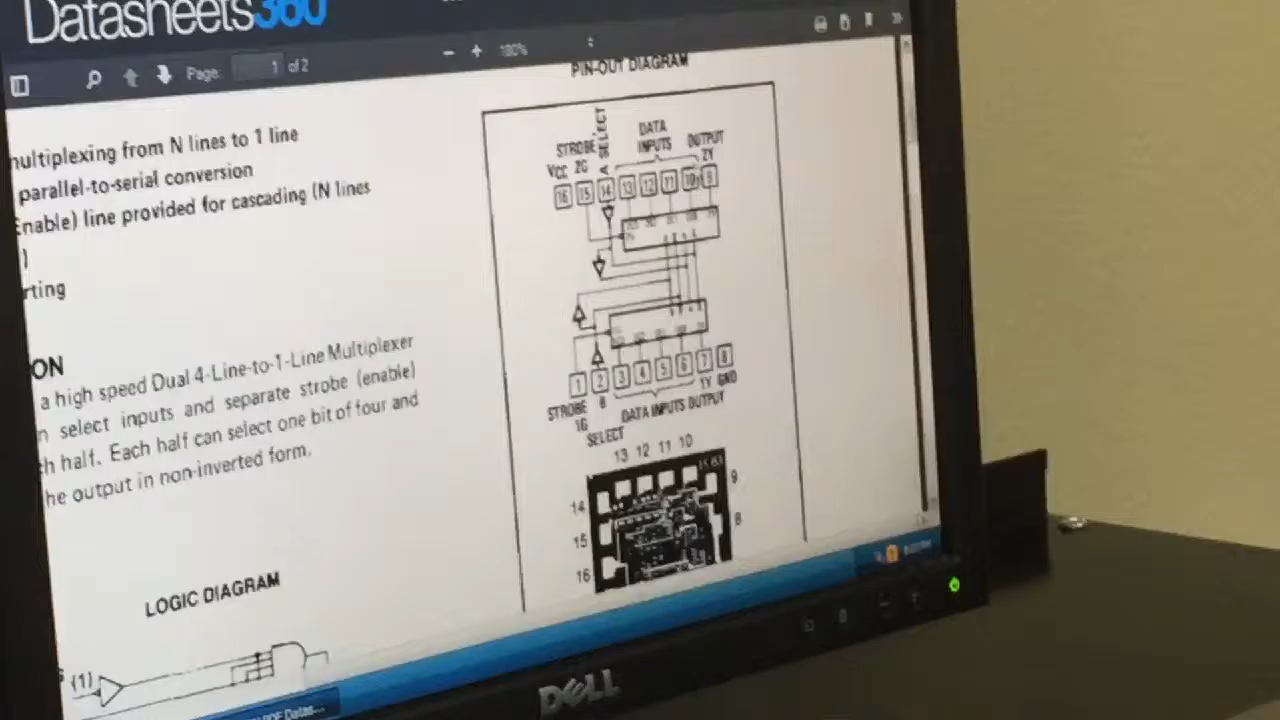 Datasheets360
Page: 1 of 2
180%
PIN-OUT DIAGRAM
multiplexing from N lines to 1 line
parallel-to-serial conversion
Enable) line provided for cascading (N lines
)
rting
ON
a high speed Dual 4-Line-to-1-Line Multiplexer
n select inputs and separate strobe (enable)
ch half. Each half can select one bit of four and
he output in non-inverted form.
LOGIC DIAGRAM
(1)
STROBE A SELECT DATA INPUTS OUTPUT
VCC 2G 2Y
16 15 14 13 12 11 10 9
1 2 3 4 5 6 7 8
STROBE 1G B DATA INPUTS OUTPUT 1Y GND
SELECT
13 12 11 10
14 9
15 8
16
DELL